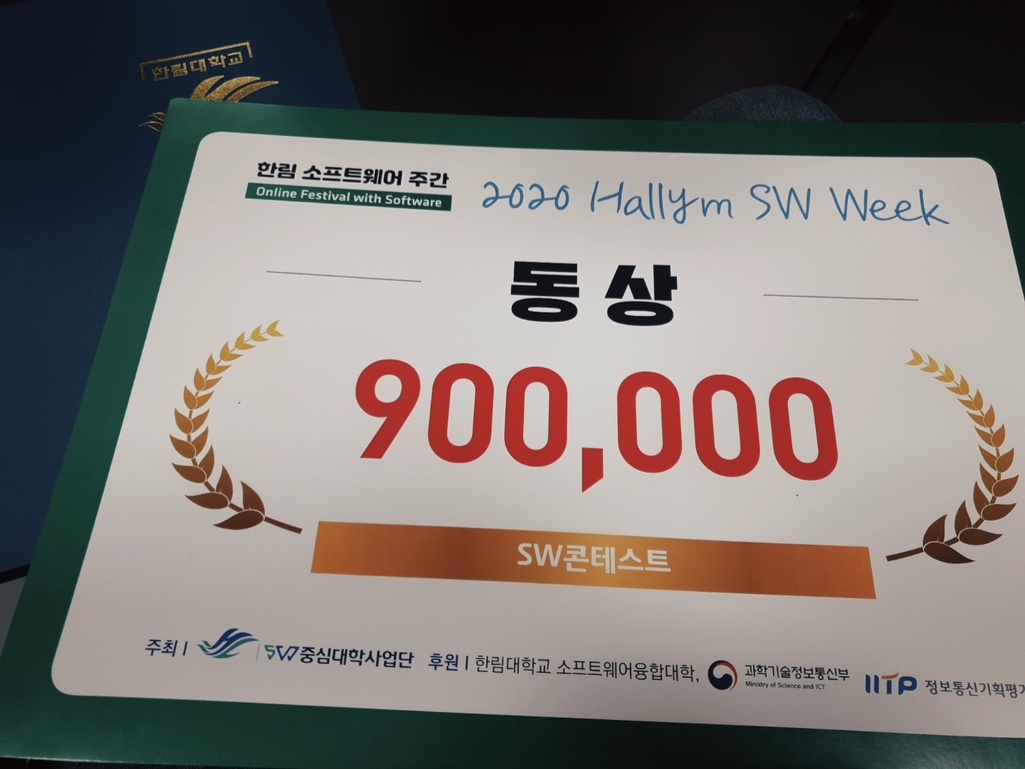 한림대학교
한림 소프트웨어 주간
Online Festival with Software
2020 Hallym SW Week
동상
900,000
SW콘테스트
주최 | SW중심대학사업단 후원 | 한림대학교 소프트웨어융합대학, 과학기술정보통신부 IITP 정보통신기획평가
Ministry of Science and ICT